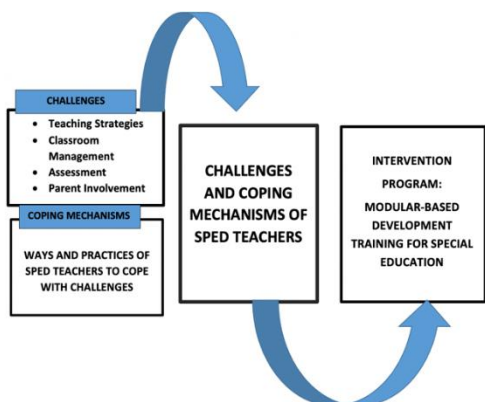 CHALLENGES
• Teaching Strategies
• Classroom
Management
• Assessment
• Parent Involvement
COPING MECHANISMS
WAYS AND PRACTICES OF
SPED TEACHERS TO COPE
WITH CHALLENGES
CHALLENGES
AND COPING
MECHANISMS OF
SPED TEACHERS
INTERVENTION
PROGRAM:
MODULAR-BASED
DEVELOPMENT
TRAINING FOR SPECIAL
EDUCATION